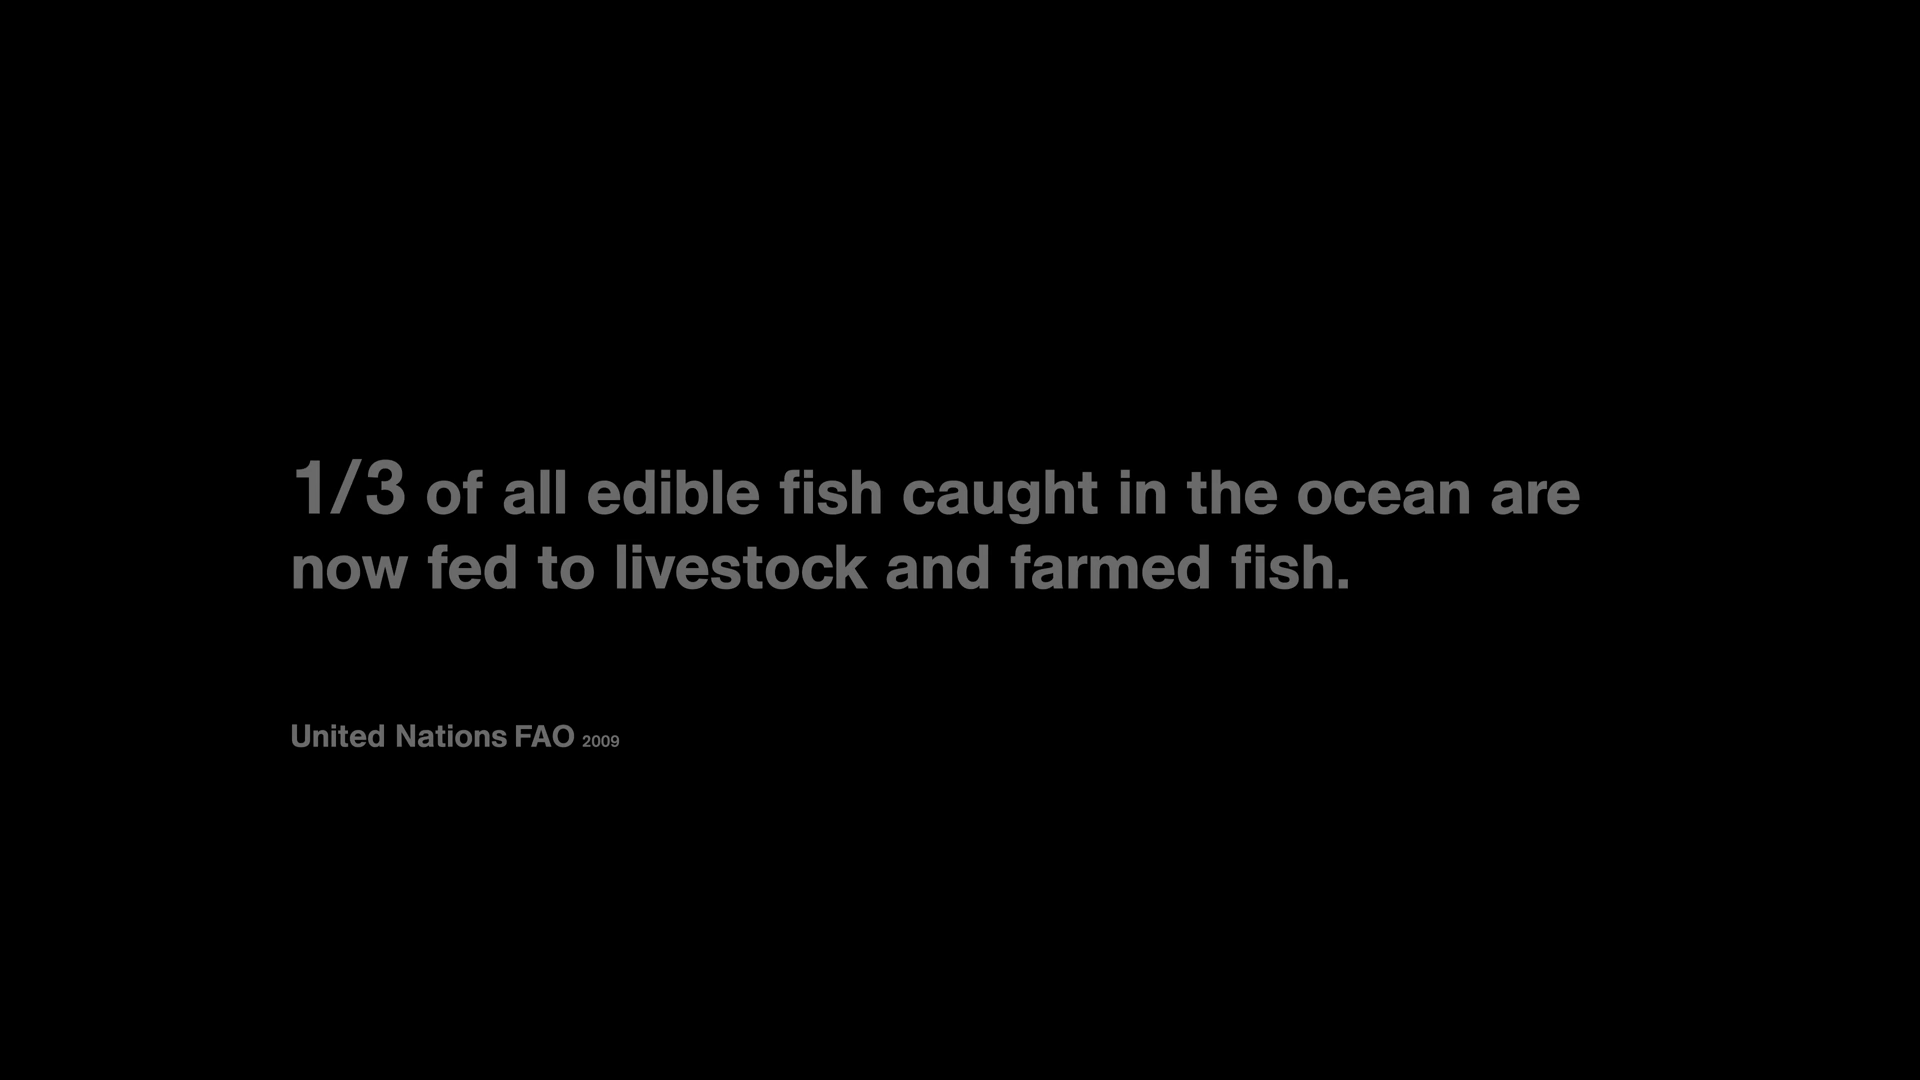 1/3 of all edible fish caught in the ocean are
now fed to livestock and farmed fish.
United Nations FAO 2009